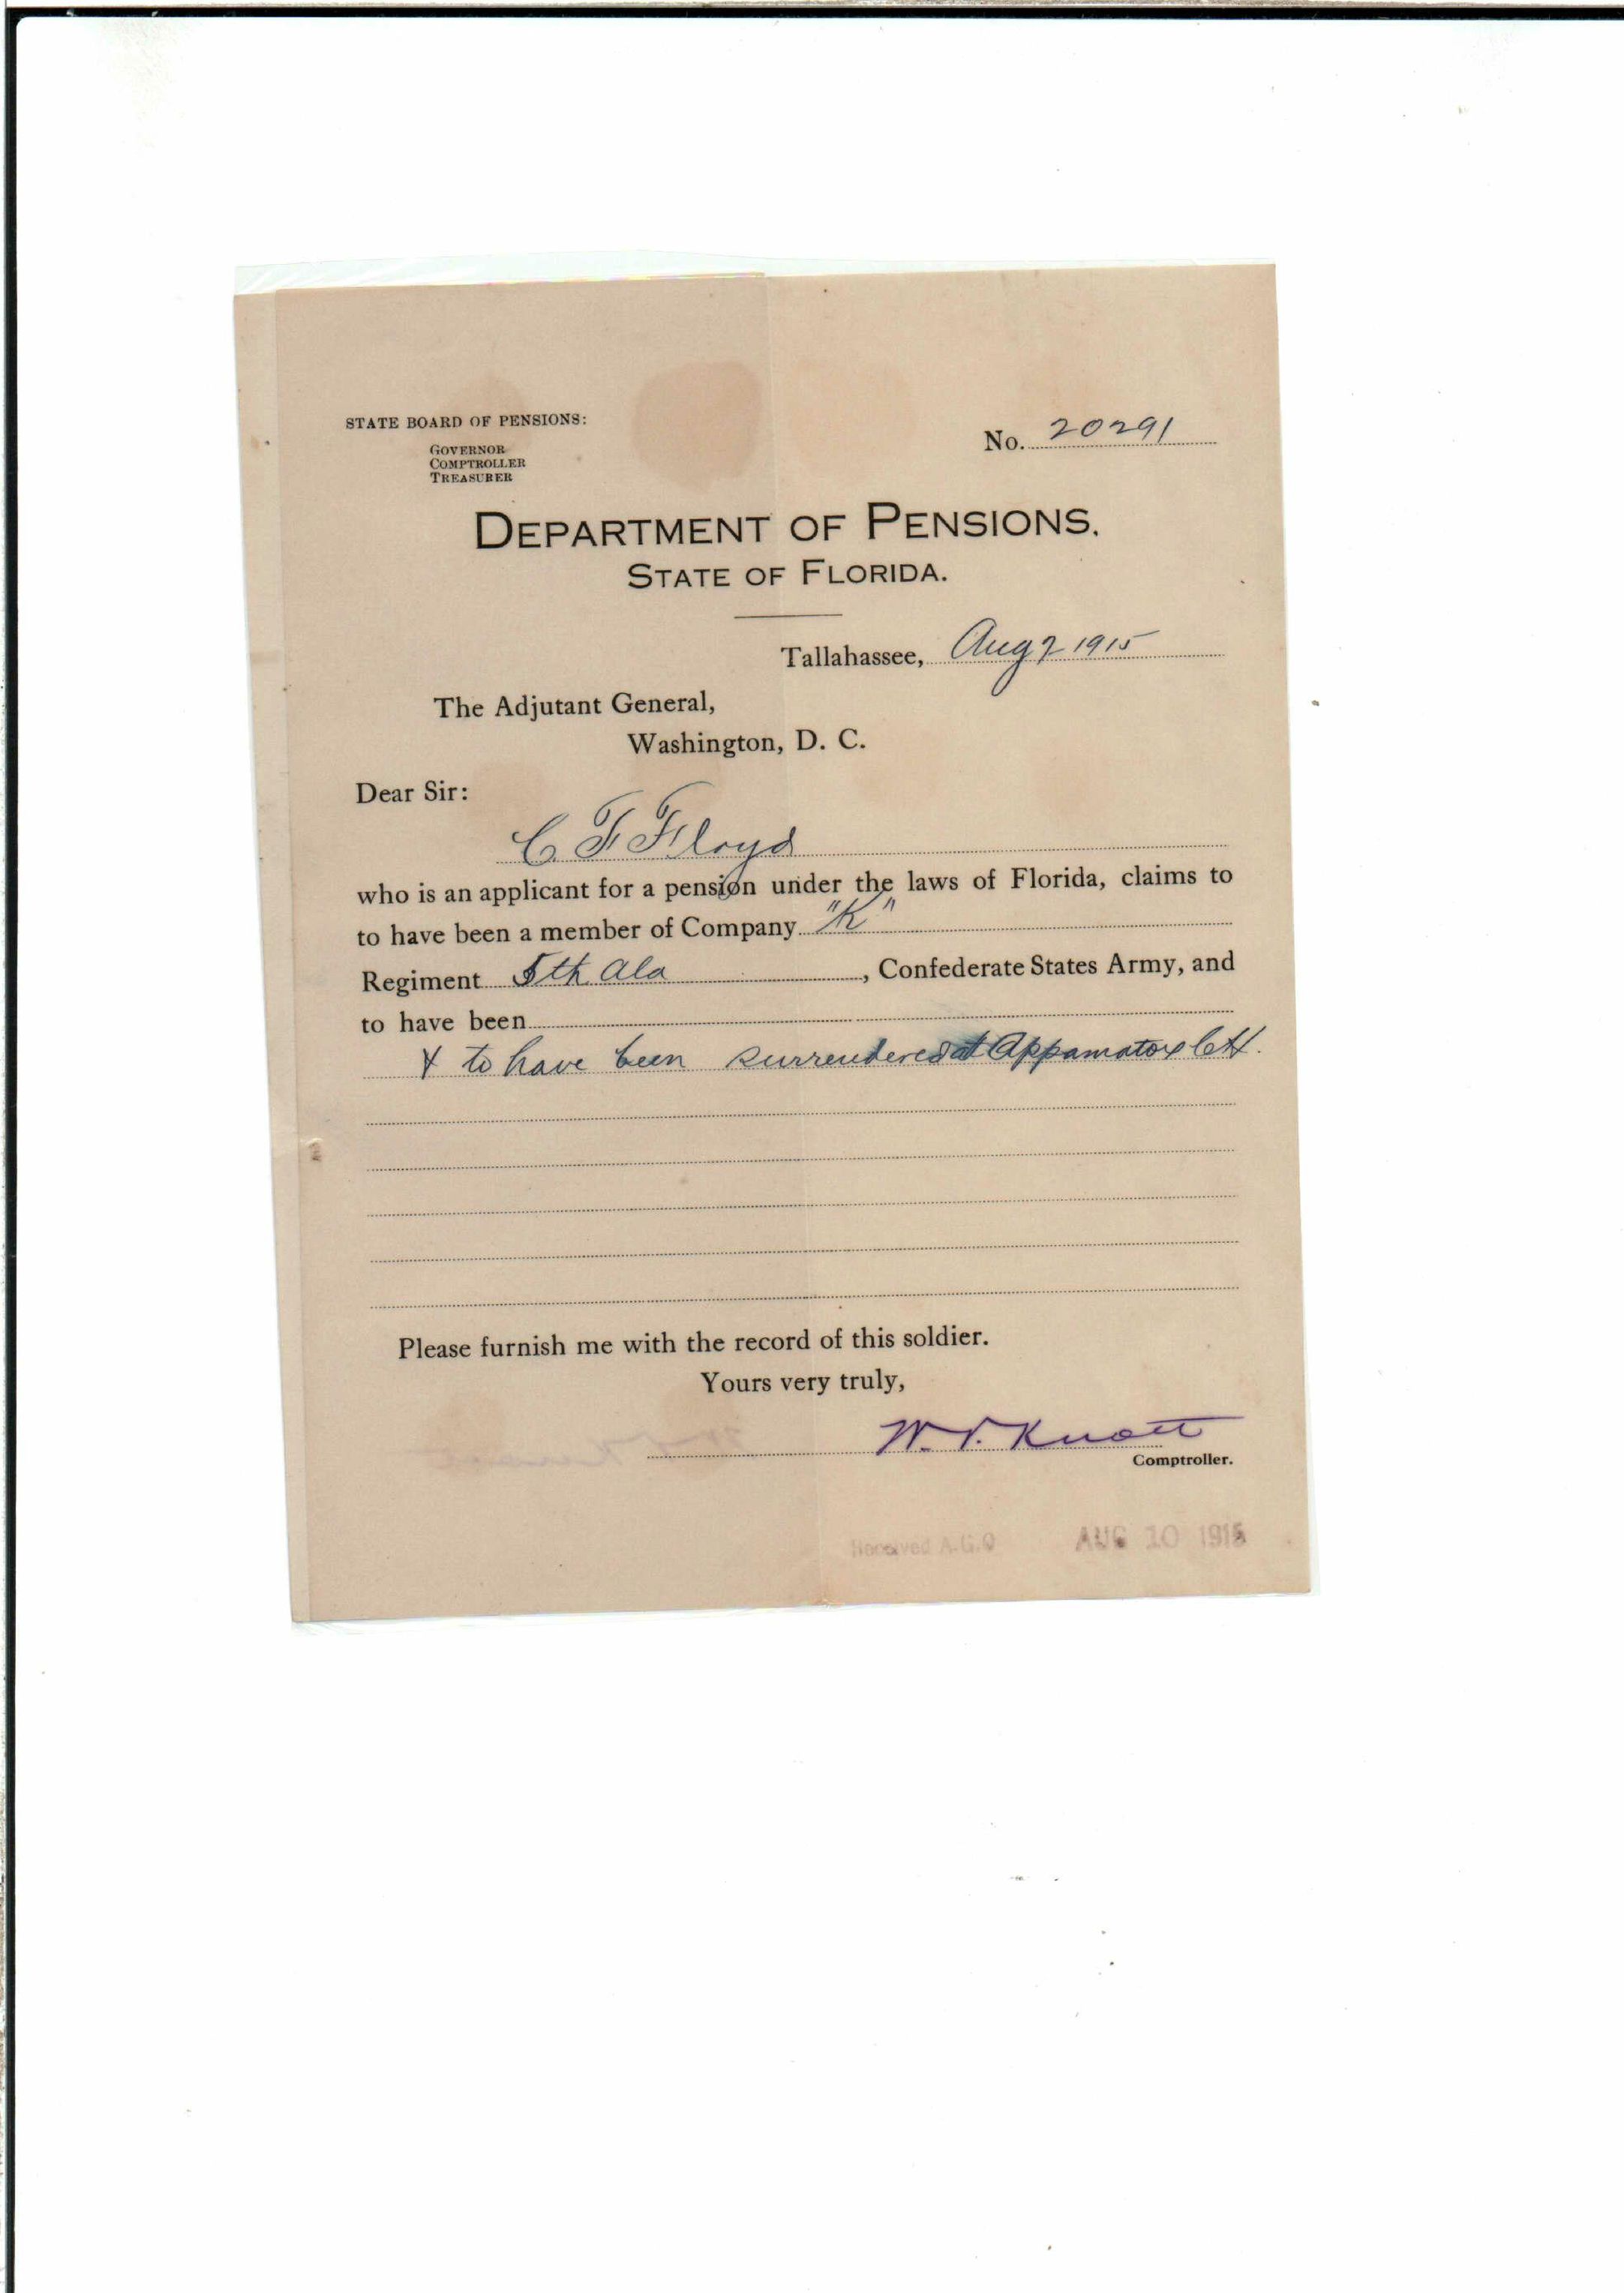 STATE BOARD OF PENSIONS:
GOVERNOR
COMPTROLLER
TREASURER
No. 20291
DEPARTMENT OF PENSIONS.
STATE OF FLORIDA.
Tallahassee, Aug 7 1915
The Adjutant General,
Washington, D. C.
Dear Sir:
C. F Floyd
who is an applicant for a pension under the laws of Florida, claims to
to have been a member of Company "K"
Regiment 5th Ala, Confederate States Army, and
to have been
& to have been surrendered at Appamatox CH.
Please furnish me with the record of this soldier.
Yours very truly,
W. V. Knott
Comptroller.
Received A.G.O AUG 10 1915